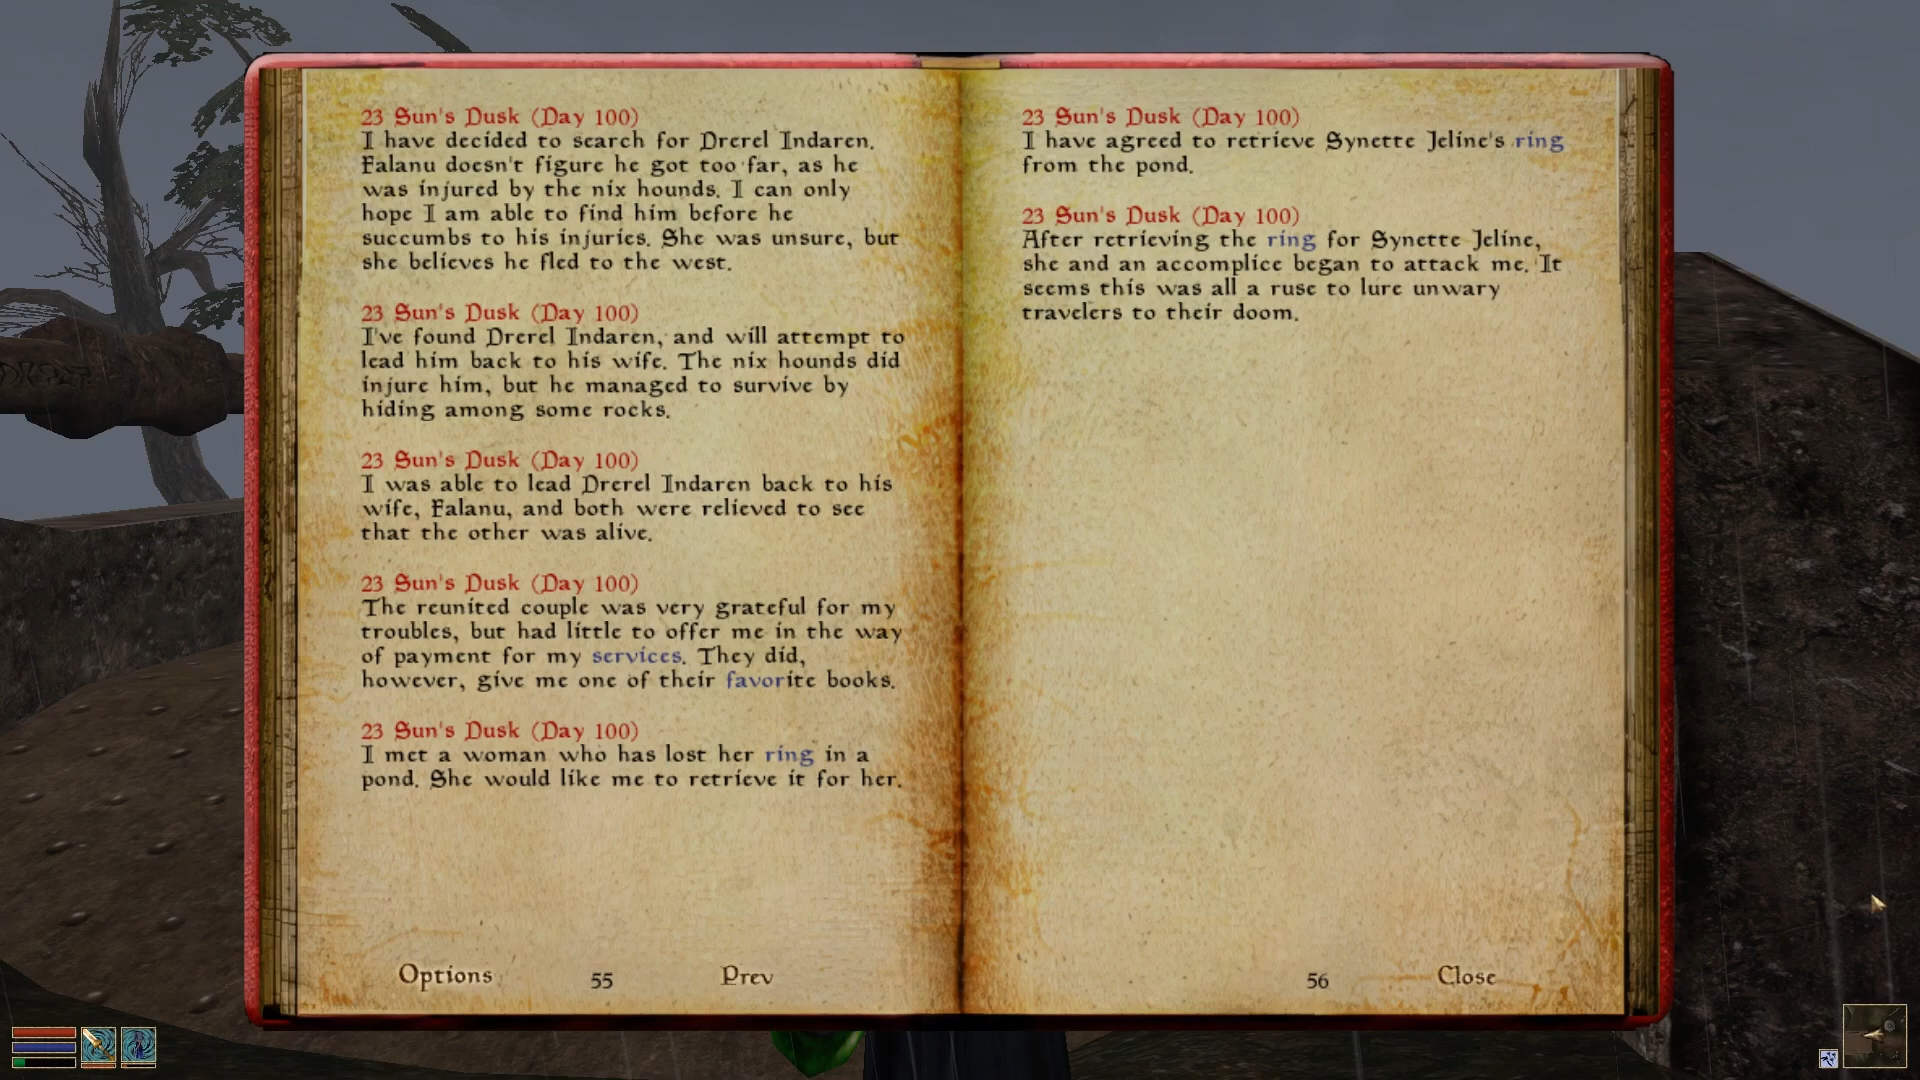 23 Sun's Dusk (Day 100)
I have decided to search for Drerel Indaren.
Falanu doesn't figure he got too far, as he
was injured by the nix hounds. I can only
hope I am able to find him before he
succumbs to his injuries. She was unsure, but
she believes he fled to the west.
23 Sun's Dusk (Day 100)
I've found Drerel Indaren, and will attempt to
lead him back to his wife. The nix hounds did
injure him, but he managed to survive by
hiding among some rocks.
23 Sun's Dusk (Day 100)
I was able to lead Drerel Indaren back to his
wife, Falanu, and both were relieved to see
that the other was alive.
23 Sun's Dusk (Day 100)
The reunited couple was very grateful for my
troubles, but had little to offer me in the way
of payment for my services. They did,
however, give me one of their favorite books.
23 Sun's Dusk (Day 100)
I met a woman who has lost her ring in a
pond. She would like me to retrieve it for her.
Options
55
Prev
23 Sun's Dusk (Day 100)
I have agreed to retrieve Synette Jeline's ring
from the pond.
23 Sun's Dusk (Day 100)
After retrieving the ring for Synette Jeline,
she and an accomplice began to attack me. It
seems this was all a ruse to lure unwary
travelers to their doom.
56
Close